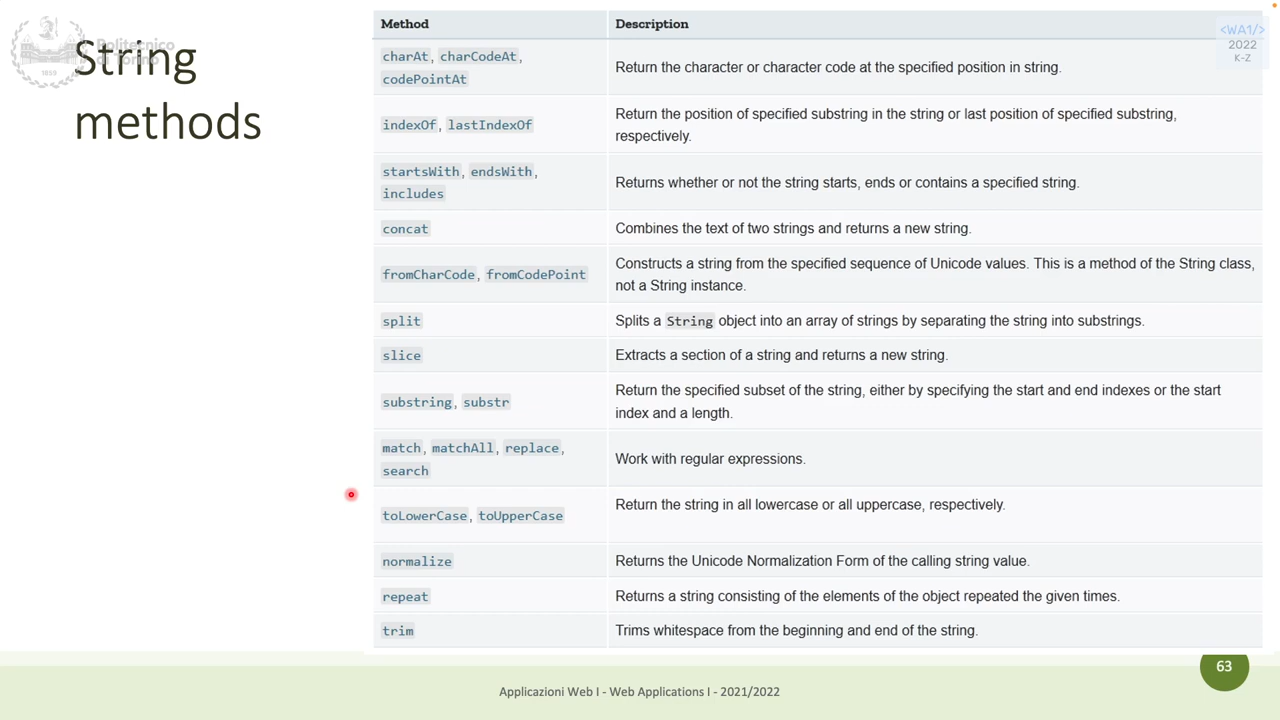 String
methods
Politecnico
di Torino
1859
<WA1/>
2022
K-Z
Method Description
charAt, charCodeAt,
codePointAt
Return the character or character code at the specified position in string.
indexOf, lastIndexOf
Return the position of specified substring in the string or last position of specified substring,
respectively.
startsWith, endsWith,
includes
Returns whether or not the string starts, ends or contains a specified string.
concat
Combines the text of two strings and returns a new string.
fromCharCode, fromCodePoint
Constructs a string from the specified sequence of Unicode values. This is a method of the String class,
not a String instance.
split
Splits a String object into an array of strings by separating the string into substrings.
slice
Extracts a section of a string and returns a new string.
substring, substr
Return the specified subset of the string, either by specifying the start and end indexes or the start
index and a length.
match, matchAll, replace,
search
Work with regular expressions.
toLowerCase, toUpperCase
Return the string in all lowercase or all uppercase, respectively.
normalize
Returns the Unicode Normalization Form of the calling string value.
repeat
Returns a string consisting of the elements of the object repeated the given times.
trim
Trims whitespace from the beginning and end of the string.
63
Applicazioni Web I - Web Applications I - 2021/2022